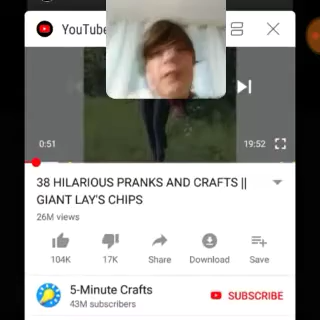 YouTube
0:51
19:52
38 HILARIOUS PRANKS AND CRAFTS ||
GIANT LAY'S CHIPS
26M views
104K
17K
Share
Download
Save
5-Minute Crafts
43M subscribers
SUBSCRIBE